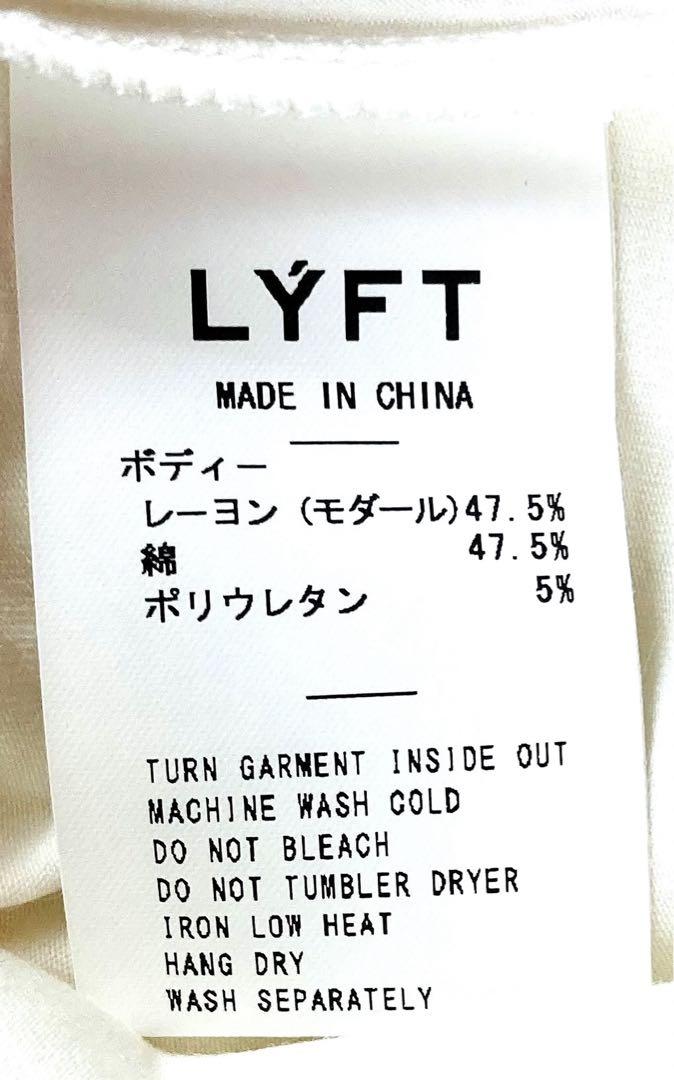 LÝFT
MADE IN CHINA
ボディー
レーヨン(モダール)47.5%
綿 47.5%
ポリウレタン 5%
TURN GARMENT INSIDE OUT
MACHINE WASH COLD
DO NOT BLEACH
DO NOT TUMBLER DRYER
IRON LOW HEAT
HANG DRY
WASH SEPARATELY